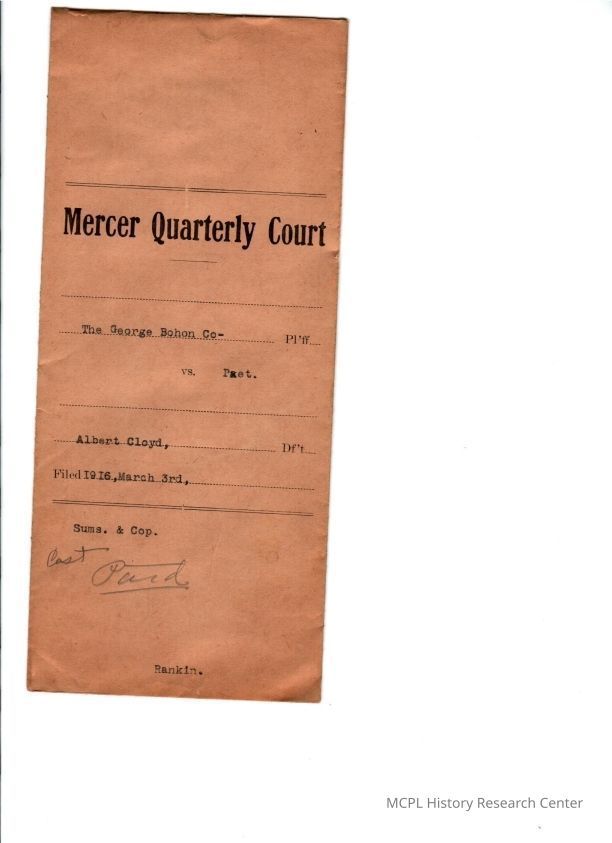 Mercer Quarterly Court
The George Bohon Co- Pl'ff
vs. Paet.
Albert Cloyd, Df't
Filed 1916, March 3rd,
Sums. & Cop.
Cost
Paid
Rankin.
MCPL History Research Center